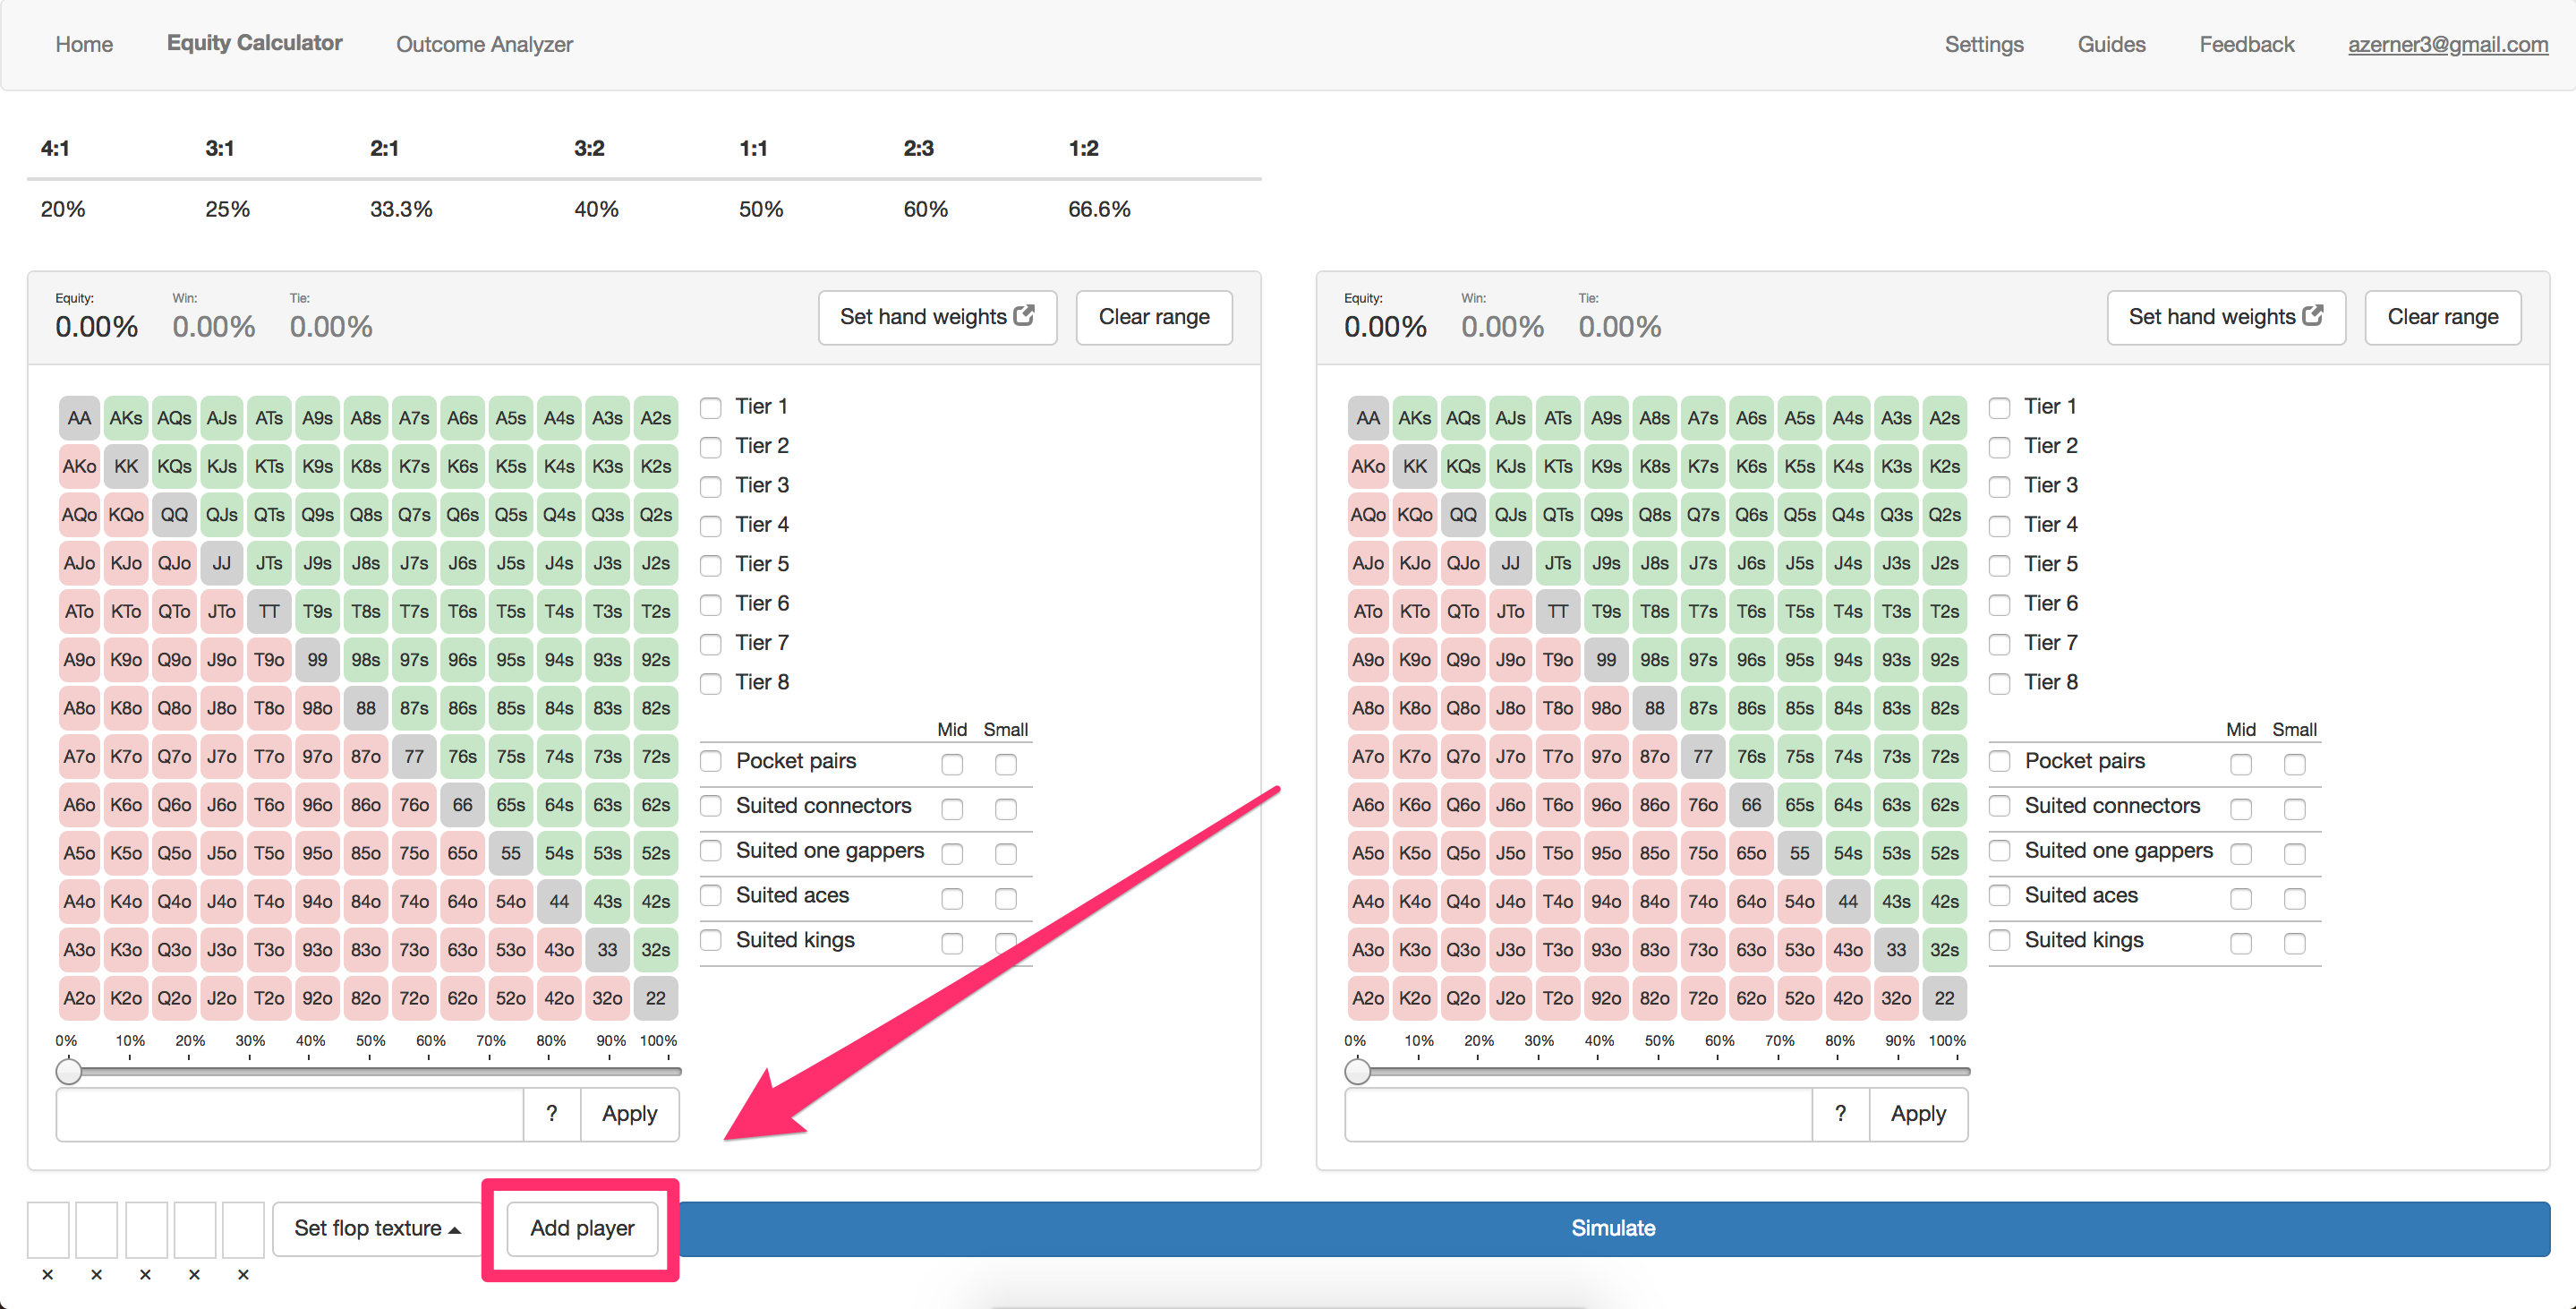 Home Equity Calculator Outcome Analyzer Settings Guides Feedback azerner3@gmail.com
4:1 3:1 2:1 3:2 1:1 2:3 1:2
20% 25% 33.3% 40% 50% 60% 66.6%
Equity: Win: Tie:
0.00% 0.00% 0.00% Set hand weights Clear range
AA AKs AQs AJs ATs A9s A8s A7s A6s A5s A4s A3s A2s
AKo KK KQs KJs KTs K9s K8s K7s K6s K5s K4s K3s K2s
AQo KQo QQ QJs QTs Q9s Q8s Q7s Q6s Q5s Q4s Q3s Q2s
AJo KJo QJo JJ JTs J9s J8s J7s J6s J5s J4s J3s J2s
ATo KTo QTo JTo TT T9s T8s T7s T6s T5s T4s T3s T2s
A9o K9o Q9o J9o T9o 99 98s 97s 96s 95s 94s 93s 92s
A8o K8o Q8o J8o T8o 98o 88 87s 86s 85s 84s 83s 82s
A7o K7o Q7o J7o T7o 97o 87o 77 76s 75s 74s 73s 72s
A6o K6o Q6o J6o T6o 96o 86o 76o 66 65s 64s 63s 62s
A5o K5o Q5o J5o T5o 95o 85o 75o 65o 55 54s 53s 52s
A4o K4o Q4o J4o T4o 94o 84o 74o 64o 54o 44 43s 42s
A3o K3o Q3o J3o T3o 93o 83o 73o 63o 53o 43o 33 32s
A2o K2o Q2o J2o T2o 92o 82o 72o 62o 52o 42o 32o 22
0% 10% 20% 30% 40% 50% 60% 70% 80% 90% 100%
? Apply
Tier 1
Tier 2
Tier 3
Tier 4
Tier 5
Tier 6
Tier 7
Tier 8
Mid Small
Pocket pairs
Suited connectors
Suited one gappers
Suited aces
Suited kings
Equity: Win: Tie:
0.00% 0.00% 0.00% Set hand weights Clear range
AA AKs AQs AJs ATs A9s A8s A7s A6s A5s A4s A3s A2s
AKo KK KQs KJs KTs K9s K8s K7s K6s K5s K4s K3s K2s
AQo KQo QQ QJs QTs Q9s Q8s Q7s Q6s Q5s Q4s Q3s Q2s
AJo KJo QJo JJ JTs J9s J8s J7s J6s J5s J4s J3s J2s
ATo KTo QTo JTo TT T9s T8s T7s T6s T5s T4s T3s T2s
A9o K9o Q9o J9o T9o 99 98s 97s 96s 95s 94s 93s 92s
A8o K8o Q8o J8o T8o 98o 88 87s 86s 85s 84s 83s 82s
A7o K7o Q7o J7o T7o 97o 87o 77 76s 75s 74s 73s 72s
A6o K6o Q6o J6o T6o 96o 86o 76o 66 65s 64s 63s 62s
A5o K5o Q5o J5o T5o 95o 85o 75o 65o 55 54s 53s 52s
A4o K4o Q4o J4o T4o 94o 84o 74o 64o 54o 44 43s 42s
A3o K3o Q3o J3o T3o 93o 83o 73o 63o 53o 43o 33 32s
A2o K2o Q2o J2o T2o 92o 82o 72o 62o 52o 42o 32o 22
0% 10% 20% 30% 40% 50% 60% 70% 80% 90% 100%
? Apply
Tier 1
Tier 2
Tier 3
Tier 4
Tier 5
Tier 6
Tier 7
Tier 8
Mid Small
Pocket pairs
Suited connectors
Suited one gappers
Suited aces
Suited kings
Set flop texture Add player Simulate
× × × × ×